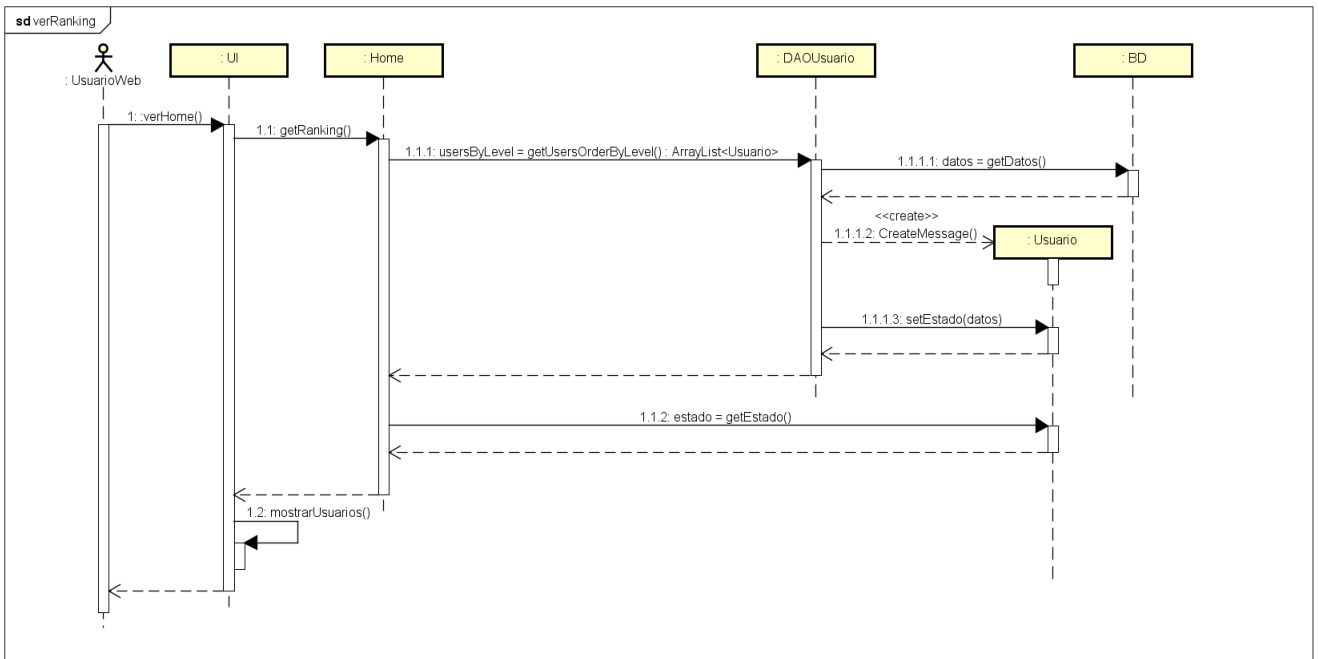 sd verRanking
: UsuarioWeb
: UI
: Home
: DAOUsuario
: BD
1: :verHome()
1.1: getRanking()
1.1.1: usersByLevel = getUsersOrderByLevel() : ArrayList<Usuario>
1.1.1.1: datos = getDatos()
<<create>>
1.1.1.2: CreateMessage()
: Usuario
1.1.1.3: setEstado(datos)
1.1.2: estado = getEstado()
1.2: mostrarUsuarios()